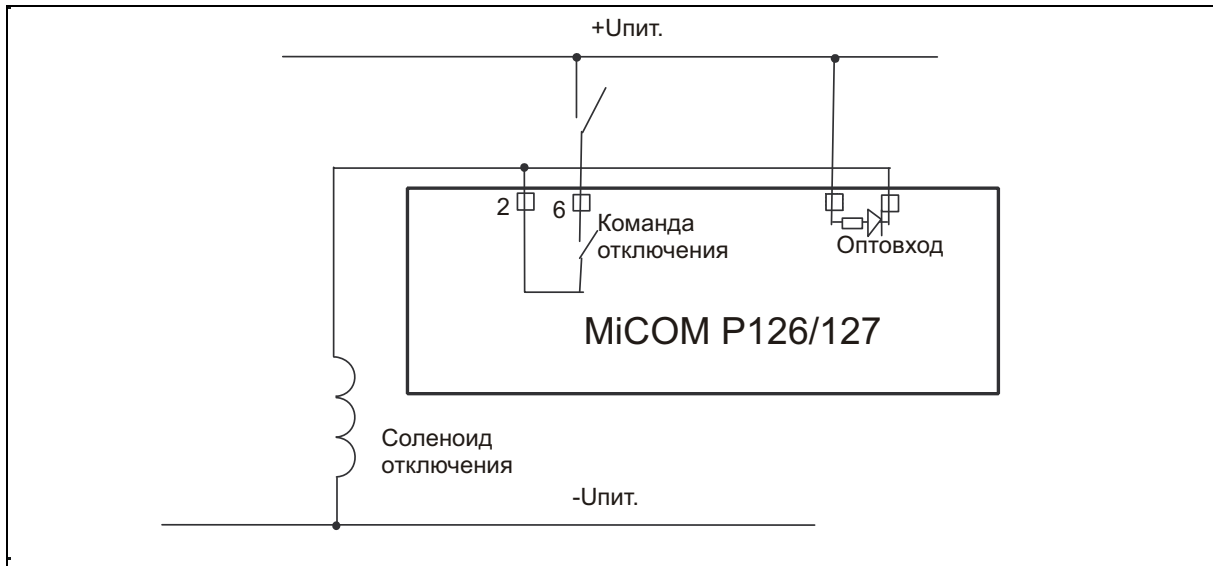 +Uпит.
2
6
Команда
отключения
Оптовход
MiCOM P126/127
Соленоид
отключения
-Uпит.